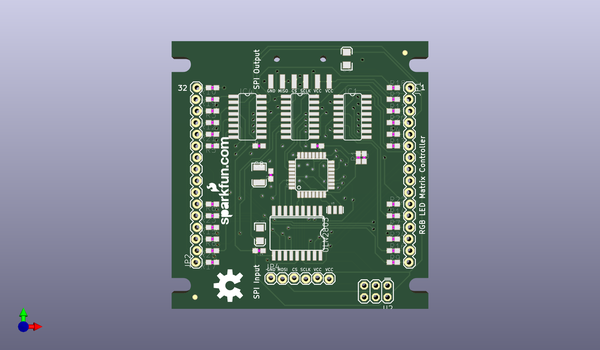 SPI Output
GND MISO CS SCLK VCC VCC
32
1
sparkfun.com
RGB LED Matrix Controller
SPI Input
GND MOSI CS SCLK VCC VCC